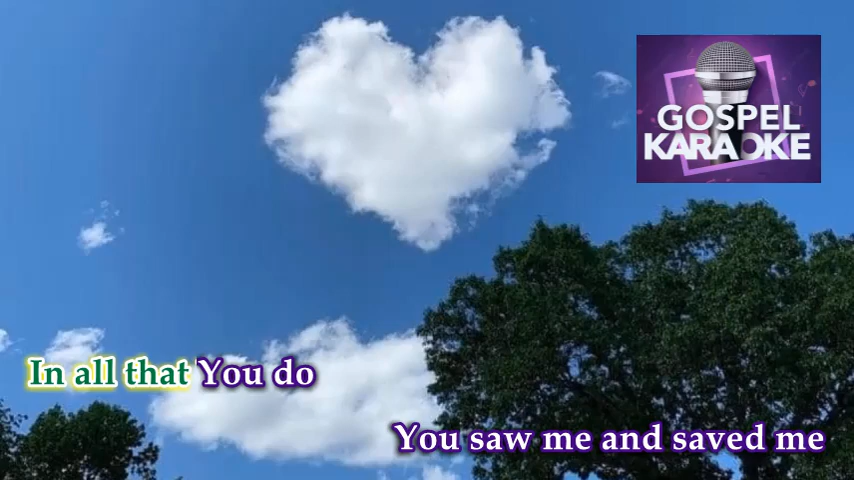 GOSPEL
KARAOKE
In all that You do
You saw me and saved me